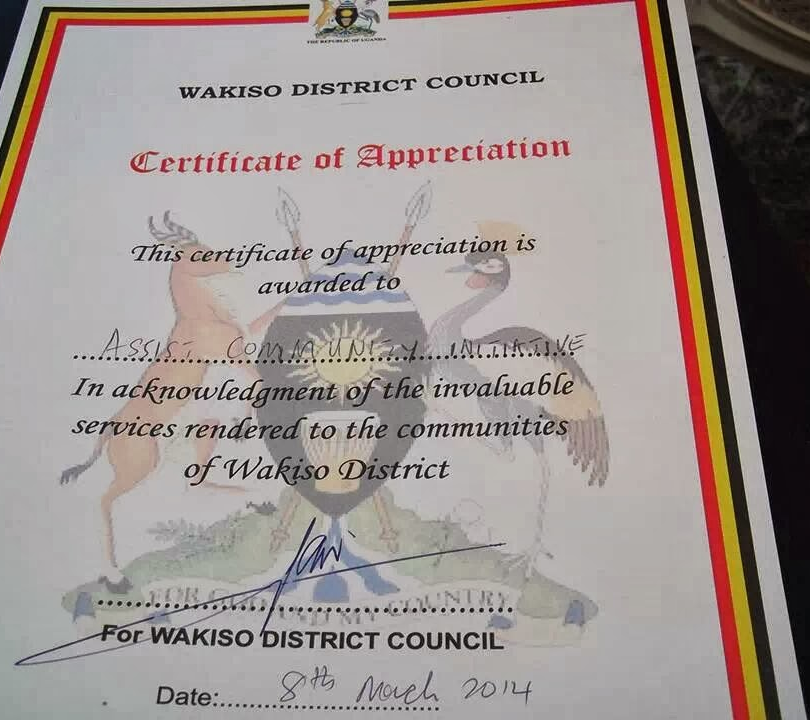 THE REPUBLIC OF UGANDA
WAKISO DISTRICT COUNCIL
Certificate of Appreciation
This certificate of appreciation is
awarded to
ASSIST COMMUNITY INITIATIVE
In acknowledgment of the invaluable
services rendered to the communities
of Wakiso District
FOR GOD AND MY COUNTRY
For WAKISO DISTRICT COUNCIL
Date:.....8th March 2014